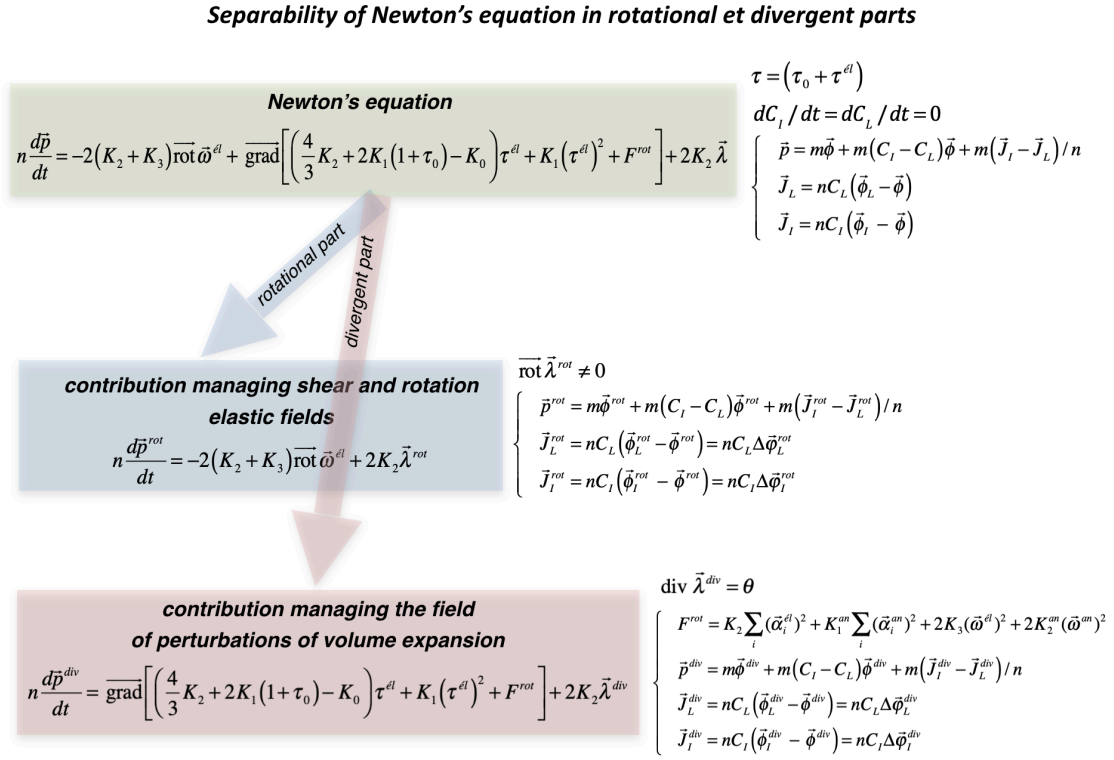 Separability of Newton's equation in rotational et divergent parts
Newton's equation
n dp⃗/dt = −2(K₂ + K₃) rot ω⃗ ᵉ́ˡ + grad[(4/3 K₂ + 2K₁(1+τ₀) − K₀)τ ᵉ́ˡ + K₁(τ ᵉ́ˡ)² + F ʳᵒᵗ] + 2K₂ λ⃗
τ = (τ₀ + τ ᵉ́ˡ)
dC_I / dt = dC_L / dt = 0
p⃗ = mϕ⃗ + m(C_I − C_L)ϕ⃗ + m(J⃗_I − J⃗_L) / n
J⃗_L = nC_L(ϕ⃗_L − ϕ⃗)
J⃗_I = nC_I(ϕ⃗_I − ϕ⃗)
rotational part
divergent part
contribution managing shear and rotation
elastic fields
n dp⃗ ʳᵒᵗ/dt = −2(K₂ + K₃) rot ω⃗ ᵉ́ˡ + 2K₂ λ⃗ ʳᵒᵗ
rot λ⃗ ʳᵒᵗ ≠ 0
p⃗ ʳᵒᵗ = mϕ⃗ ʳᵒᵗ + m(C_I − C_L)ϕ⃗ ʳᵒᵗ + m(J⃗_I ʳᵒᵗ − J⃗_L ʳᵒᵗ) / n
J⃗_L ʳᵒᵗ = nC_L(ϕ⃗_L ʳᵒᵗ − ϕ⃗ ʳᵒᵗ) = nC_L Δφ⃗_L ʳᵒᵗ
J⃗_I ʳᵒᵗ = nC_I(ϕ⃗_I ʳᵒᵗ − ϕ⃗ ʳᵒᵗ) = nC_I Δφ⃗_I ʳᵒᵗ
contribution managing the field
of perturbations of volume expansion
n dp⃗ ᵈⁱᵛ/dt = grad[(4/3 K₂ + 2K₁(1+τ₀) − K₀)τ ᵉ́ˡ + K₁(τ ᵉ́ˡ)² + F ʳᵒᵗ] + 2K₂ λ⃗ ᵈⁱᵛ
div λ⃗ ᵈⁱᵛ = θ
F ʳᵒᵗ = K₂ ∑_i (α⃗_i ᵉ́ˡ)² + K₁ᵃⁿ ∑_i (α⃗_i ᵃⁿ)² + 2K₃(ω⃗ ᵉ́ˡ)² + 2K₂ᵃⁿ(ω⃗ ᵃⁿ)²
p⃗ ᵈⁱᵛ = mϕ⃗ ᵈⁱᵛ + m(C_I − C_L)ϕ⃗ ᵈⁱᵛ + m(J⃗_I ᵈⁱᵛ − J⃗_L ᵈⁱᵛ) / n
J⃗_L ᵈⁱᵛ = nC_L(ϕ⃗_L ᵈⁱᵛ − ϕ⃗ ᵈⁱᵛ) = nC_L Δφ⃗_L ᵈⁱᵛ
J⃗_I ᵈⁱᵛ = nC_I(ϕ⃗_I ᵈⁱᵛ − ϕ⃗ ᵈⁱᵛ) = nC_I Δφ⃗_I ᵈⁱᵛ